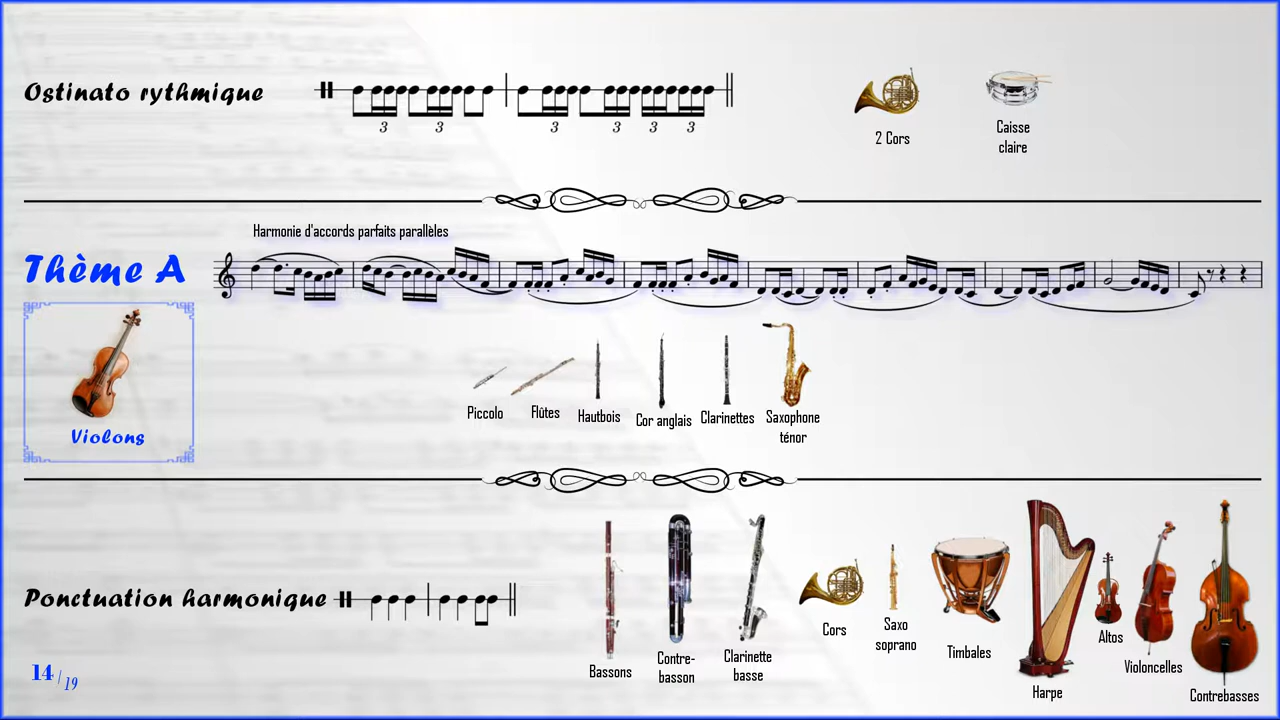 Ostinato rythmique
3 3 3 3 3 3
2 Cors
Caisse
claire
Harmonie d'accords parfaits parallèles
Thème A
Violons
Piccolo
Flûtes
Hautbois
Cor anglais
Clarinettes
Saxophone
ténor
Ponctuation harmonique
Bassons
Contre-
basson
Clarinette
basse
Cors
Saxo
soprano
Timbales
Harpe
Altos
Violoncelles
Contrebasses
14/19